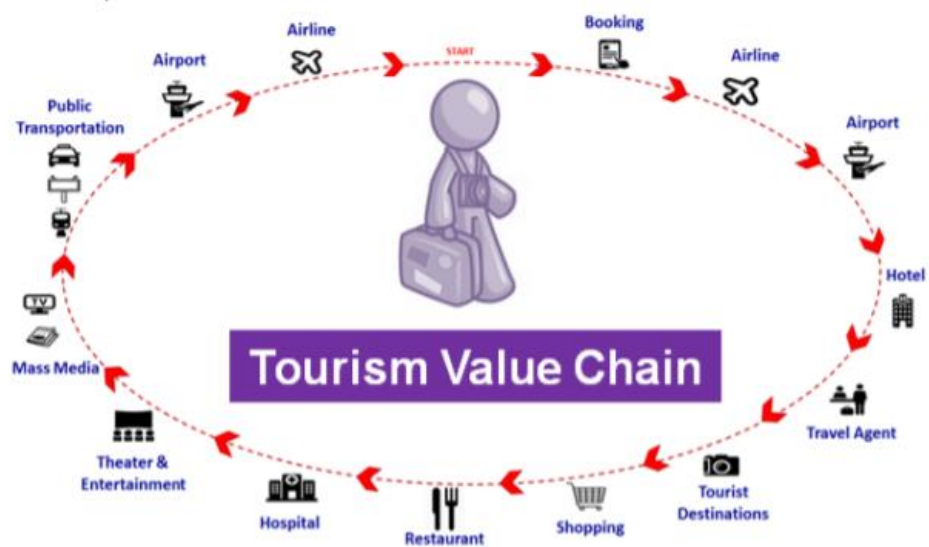 START
Booking
Airline
Airport
Hotel
Travel Agent
Tourist
Destinations
Shopping
Restaurant
Hospital
Theater &
Entertainment
Mass Media
TV
Public
Transportation
Airport
Airline
Tourism Value Chain